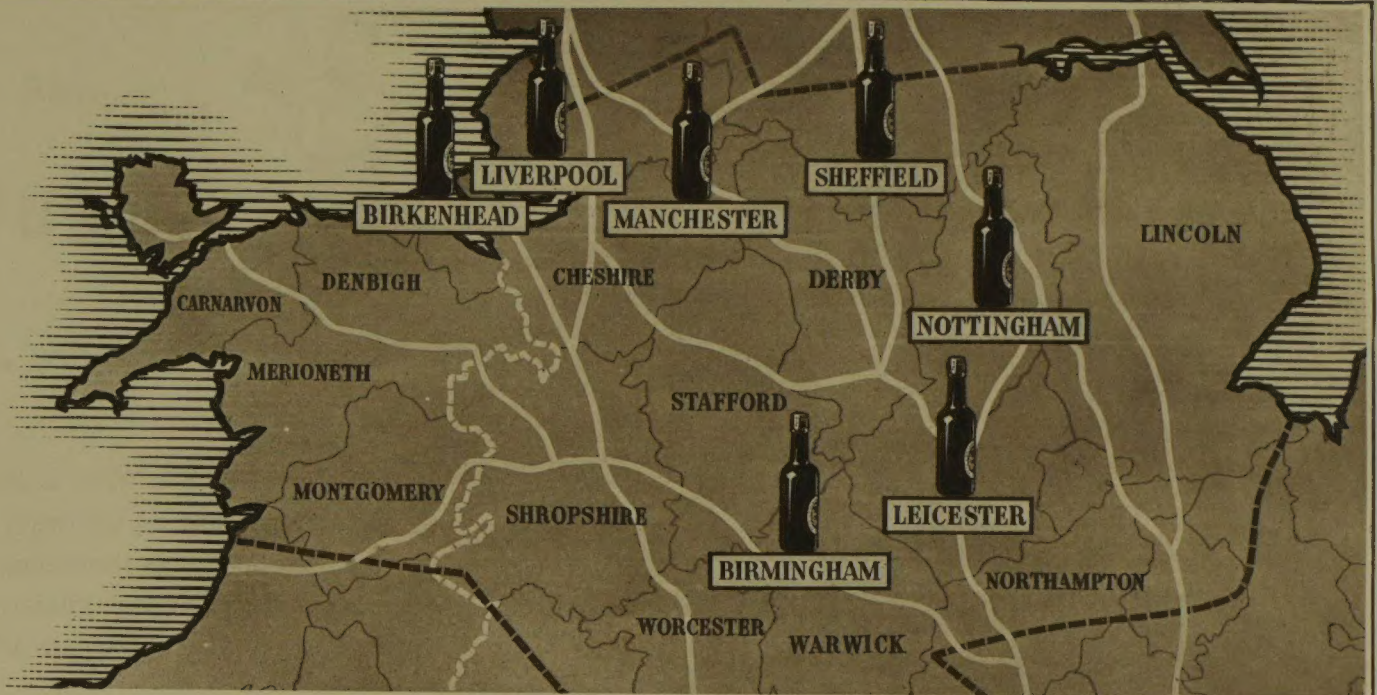 LIVERPOOL
SHEFFIELD
BIRKENHEAD
MANCHESTER
LINCOLN
DENBIGH
CHESHIRE
DERBY
CARNARVON
NOTTINGHAM
MERIONETH
STAFFORD
MONTGOMERY
SHROPSHIRE
LEICESTER
BIRMINGHAM
NORTHAMPTON
WORCESTER
WARWICK